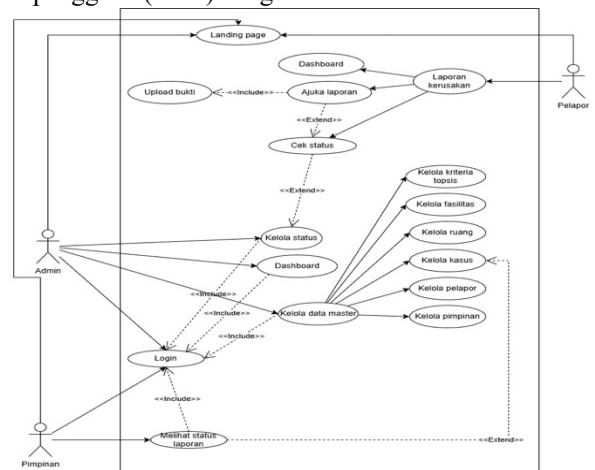 Landing page
Dashboard
Laporan
kerusakan
Pelapor
Upload bukti
<<Include>>
Ajuka laporan
<<Extend>>
Cek status
<<Extend>>
Kelola kriteria
topsis
Kelola fasilitas
Kelola ruang
Kelola kasus
Kelola pelapor
Kelola pimpinan
Kelola status
Admin
Dashboard
<<Include>>
<<Include>>
<<Include>>
Kelola data master
Login
<<Include>>
Melihat status
laporan
<<Extend>>
Pimpinan